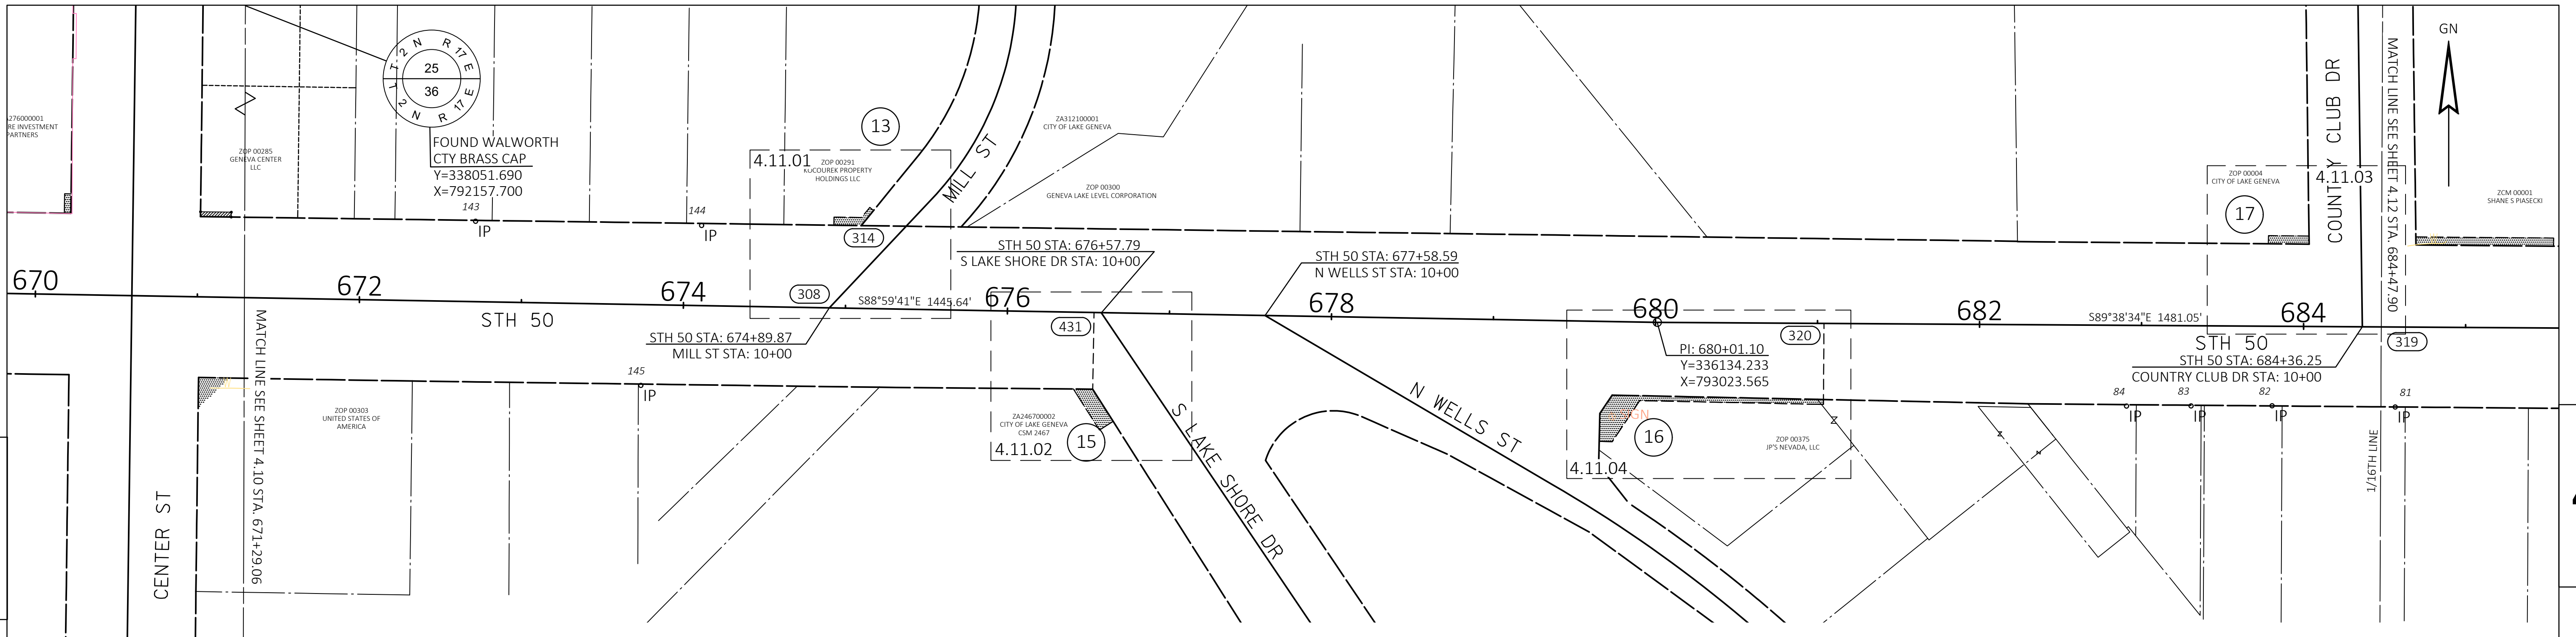 276000001
RE INVESTMENT
PARTNERS
ZOP 00285
GENEVA CENTER
LLC
T 2 N R 17 E
25
36
T 2 N R 17 E
FOUND WALWORTH
CTY BRASS CAP
Y=338051.690
X=792157.700
143
IP
144
IP
4.11.01
ZOP 00291
KOCOUREK PROPERTY
HOLDINGS LLC
13
MILL ST
314
ZA312100001
CITY OF LAKE GENEVA
ZOP 00300
GENEVA LAKE LEVEL CORPORATION
STH 50 STA: 676+57.79
S LAKE SHORE DR STA: 10+00
STH 50 STA: 677+58.59
N WELLS ST STA: 10+00
ZOP 00004
CITY OF LAKE GENEVA
4.11.03
17
COUNTRY CLUB DR
MATCH LINE SEE SHEET 4.12 STA. 684+47.90
GN
ZCM 00001
SHANE S PIASECKI
670
672
674
676
678
680
682
684
STH 50
308
S88°59'41"E 1445.64'
STH 50 STA: 674+89.87
MILL ST STA: 10+00
431
PI: 680+01.10
Y=336134.233
X=793023.565
320
S89°38'34"E 1481.05'
STH 50
STH 50 STA: 684+36.25
COUNTRY CLUB DR STA: 10+00
319
CENTER ST
MATCH LINE SEE SHEET 4.10 STA. 671+29.06
ZOP 00303
UNITED STATES OF
AMERICA
145
IP
ZA246700002
CITY OF LAKE GENEVA
CSM 2467
4.11.02
15
S LAKE SHORE DR
N WELLS ST
4.11.04
16
ZOP 00375
JP'S NEVADA, LLC
84
IP
83
IP
82
IP
81
IP
1/16TH LINE